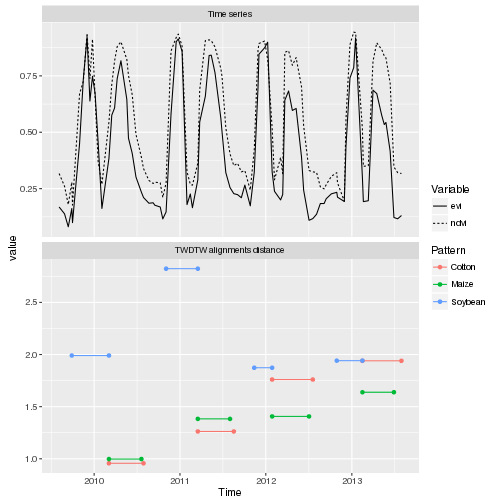 Time series
0.75
0.50
0.25
TWDTW alignments distance
2.5
2.0
1.5
1.0
2010 2011 2012 2013
Time
value
Variable
evi
ndvi
Pattern
Cotton
Maize
Soybean